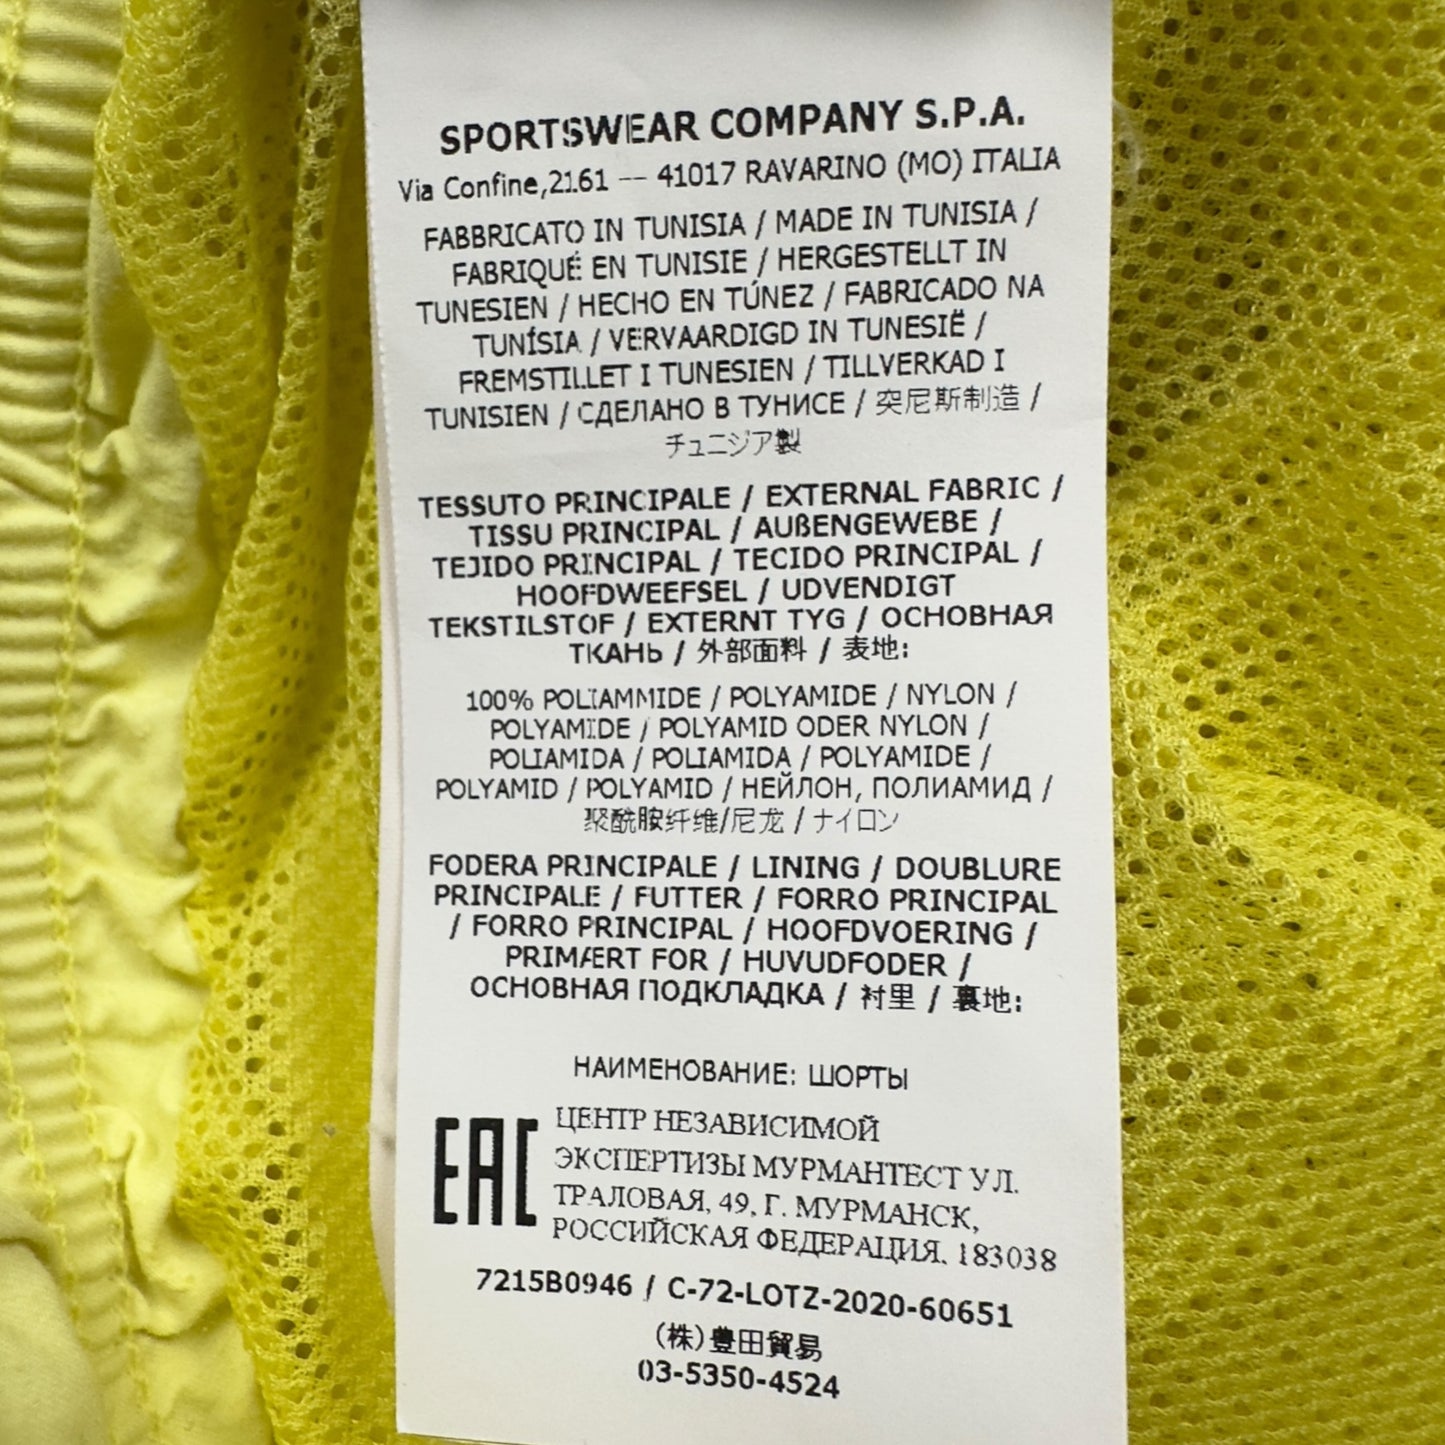 SPORTSWEAR COMPANY S.P.A.
Via Confine,2161 -- 41017 RAVARINO (MO) ITALIA
FABBRICATO IN TUNISIA / MADE IN TUNISIA /
FABRIQUÉ EN TUNISIE / HERGESTELLT IN
TUNESIEN / HECHO EN TÚNEZ / FABRICADO NA
TUNÍSIA / VERVAARDIGD IN TUNESIË /
FREMSTILLET I TUNESIEN / TILLVERKAD I
TUNISIEN / СДЕЛАНО В ТУНИСЕ / 突尼斯制造 /
チュニジア製
TESSUTO PRINCIPALE / EXTERNAL FABRIC /
TISSU PRINCIPAL / AUßENGEWEBE /
TEJIDO PRINCIPAL / TECIDO PRINCIPAL /
HOOFDWEEFSEL / UDVENDIGT
TEKSTILSTOF / EXTERNT TYG / ОСНОВНАЯ
ТКАНЬ / 外部面料 / 表地:
100% POLIAMMIDE / POLYAMIDE / NYLON /
POLYAMIDE / POLYAMID ODER NYLON /
POLIAMIDA / POLIAMIDA / POLYAMIDE /
POLYAMID / POLYAMID / НЕЙЛОН, ПОЛИАМИД /
聚酰胺纤维/尼龙 / ナイロン
FODERA PRINCIPALE / LINING / DOUBLURE
PRINCIPALE / FUTTER / FORRO PRINCIPAL
/ FORRO PRINCIPAL / HOOFDVOERING /
PRIMÆRT FOR / HUVUDFODER /
ОСНОВНАЯ ПОДКЛАДКА / 衬里 / 裏地:
НАИМЕНОВАНИЕ: ШОРТЫ
EAC
ЦЕНТР НЕЗАВИСИМОЙ
ЭКСПЕРТИЗЫ МУРМАНТЕСТ УЛ.
ТРАЛОВАЯ, 49, Г. МУРМАНСК,
РОССИЙСКАЯ ФЕДЕРАЦИЯ. 183038
7215B0946 / C-72-LOTZ-2020-60651
(株)豊田貿易
03-5350-4524